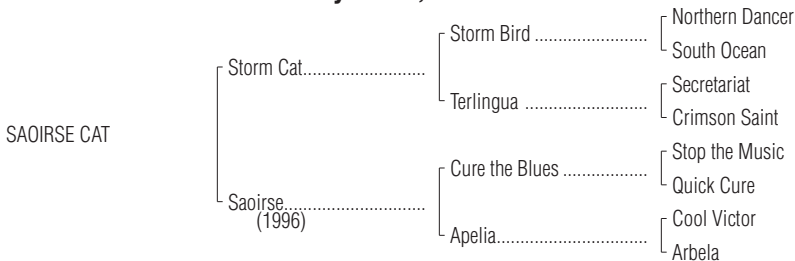 Northern Dancer
Storm Bird ..............................
South Ocean
Storm Cat..........................
Secretariat
Terlingua ................................
Crimson Saint
SAOIRSE CAT
Stop the Music
Cure the Blues .......................
Quick Cure
Saoirse..............................
(1996)
Cool Victor
Apelia......................................
Arbela